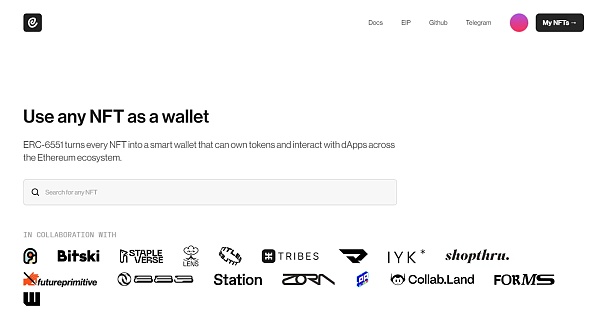 Docs EIP Github Telegram My NFTs →
Use any NFT as a wallet
ERC-6551 turns every NFT into a smart wallet that can own tokens and interact with dApps across
the Ethereum ecosystem.
Search for any NFT
IN COLLABORATION WITH
Bitski STAPLE VERSE LENS TRIBES IYK* shopthru.
futureprimitive Station ZORA Collab.Land FORMS